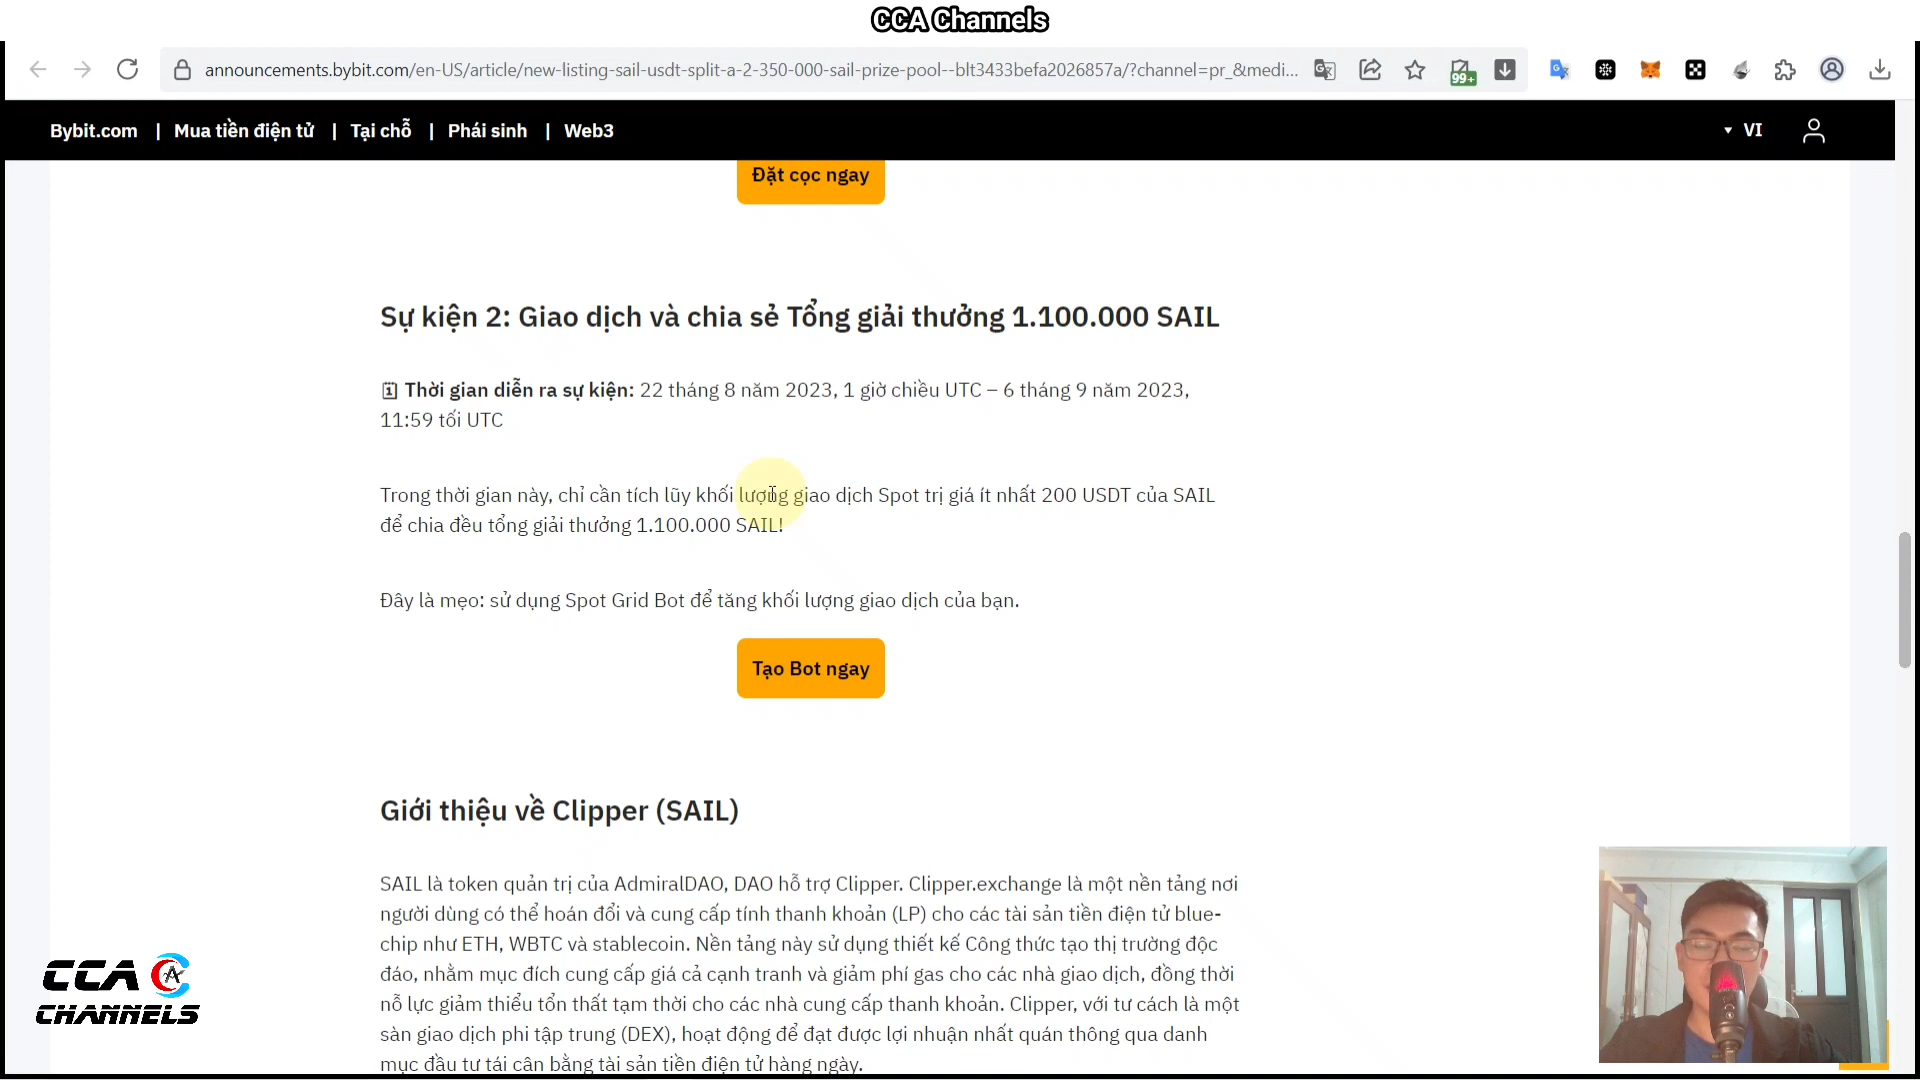 CCA Channels
announcements.bybit.com/en-US/article/new-listing-sail-usdt-split-a-2-350-000-sail-prize-pool--blt3433befa2026857a/?channel=pr_&medi...
99+
Bybit.com | Mua tiền điện tử | Tại chỗ | Phái sinh | Web3
VI
Đặt cọc ngay
Sự kiện 2: Giao dịch và chia sẻ Tổng giải thưởng 1.100.000 SAIL
Thời gian diễn ra sự kiện: 22 tháng 8 năm 2023, 1 giờ chiều UTC – 6 tháng 9 năm 2023,
11:59 tối UTC
Trong thời gian này, chỉ cần tích lũy khối lượng giao dịch Spot trị giá ít nhất 200 USDT của SAIL
để chia đều tổng giải thưởng 1.100.000 SAIL!
Đây là mẹo: sử dụng Spot Grid Bot để tăng khối lượng giao dịch của bạn.
Tạo Bot ngay
Giới thiệu về Clipper (SAIL)
SAIL là token quản trị của AdmiralDAO, DAO hỗ trợ Clipper. Clipper.exchange là một nền tảng nơi
người dùng có thể hoán đổi và cung cấp tính thanh khoản (LP) cho các tài sản tiền điện tử blue-
chip như ETH, WBTC và stablecoin. Nền tảng này sử dụng thiết kế Công thức tạo thị trường độc
đáo, nhằm mục đích cung cấp giá cả cạnh tranh và giảm phí gas cho các nhà giao dịch, đồng thời
nỗ lực giảm thiểu tổn thất tạm thời cho các nhà cung cấp thanh khoản. Clipper, với tư cách là một
sàn giao dịch phi tập trung (DEX), hoạt động để đạt được lợi nhuận nhất quán thông qua danh
mục đầu tư tái cân bằng tài sản tiền điện tử hàng ngày.
CCA
CHANNELS